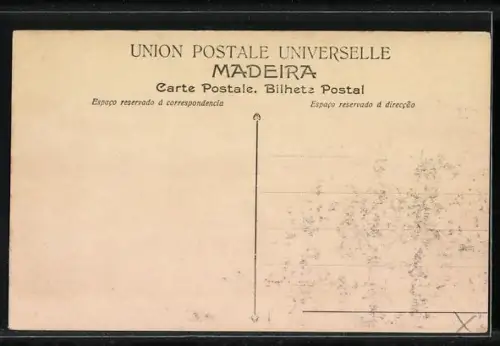 UNION POSTALE UNIVERSELLE
MADEIRA
Carte Postale. Bilhete Postal
Espaço reservado á correspondencia
Espaço reservado á direcção
X